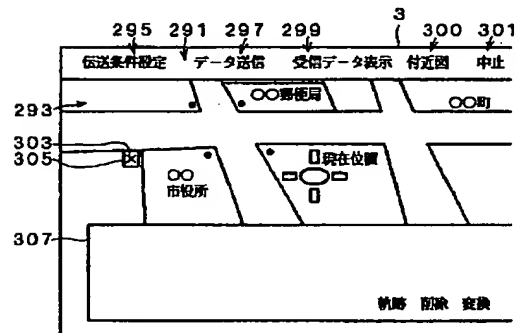 295 291 297 299 3 300 301
伝送条件設定 データ送信 受信データ表示 付近図 中止
293
○○郵便局
○○町
303
305
現在位置
○○
市役所
307
軌跡 削除 変換